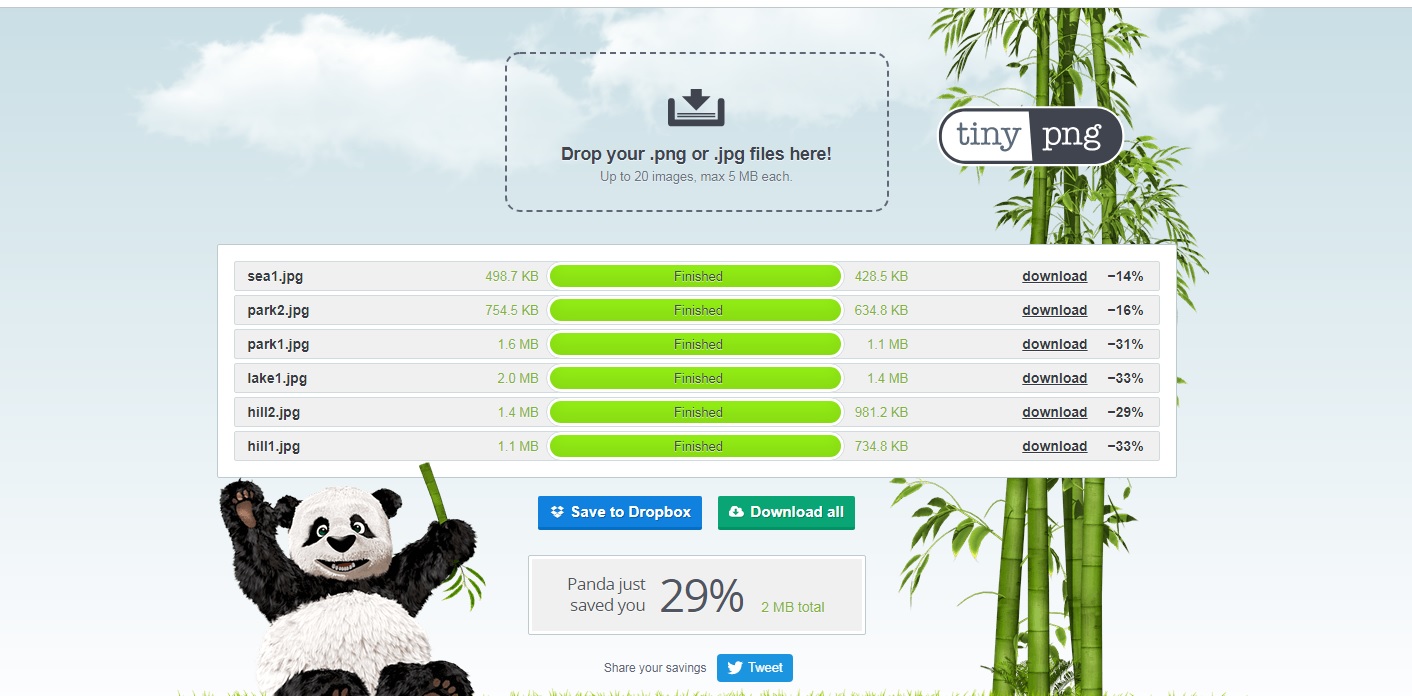 tiny png
Drop your .png or .jpg files here!
Up to 20 images, max 5 MB each.
sea1.jpg 498.7 KB Finished 428.5 KB download −14%
park2.jpg 754.5 KB Finished 634.8 KB download −16%
park1.jpg 1.6 MB Finished 1.1 MB download −31%
lake1.jpg 2.0 MB Finished 1.4 MB download −33%
hill2.jpg 1.4 MB Finished 981.2 KB download −29%
hill1.jpg 1.1 MB Finished 734.8 KB download −33%
Save to Dropbox Download all
Panda just
saved you 29% 2 MB total
Share your savings Tweet